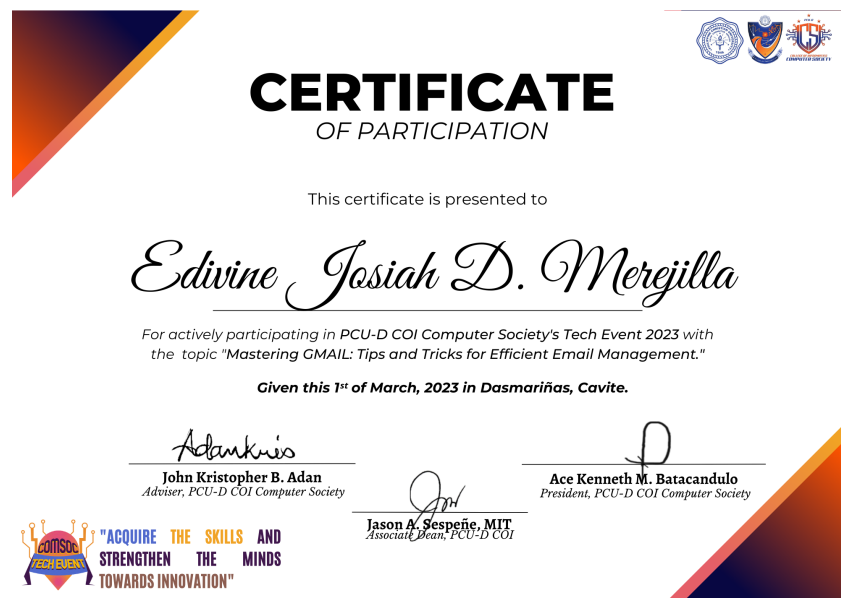 CERTIFICATE
OF PARTICIPATION
This certificate is presented to
Edivine Josiah D. Merejilla
For actively participating in PCU-D COI Computer Society's Tech Event 2023 with
the topic "Mastering GMAIL: Tips and Tricks for Efficient Email Management."
Given this 1st of March, 2023 in Dasmariñas, Cavite.
Adankris
John Kristopher B. Adan
Adviser, PCU-D COI Computer Society
Jason A. Sespeñe, MIT
Associate Dean, PCU-D COI
Ace Kenneth M. Batacandulo
President, PCU-D COI Computer Society
COMSOC
TECH EVENT
"ACQUIRE THE SKILLS AND
STRENGTHEN THE MINDS
TOWARDS INNOVATION"